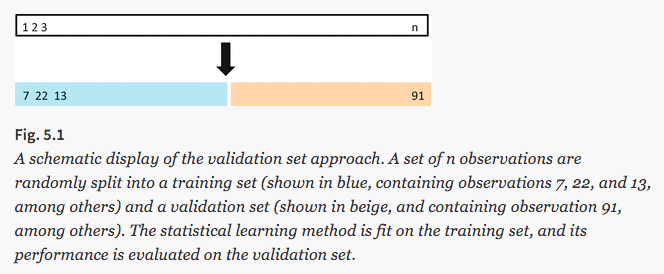 1 2 3 n
7 22 13 91
Fig. 5.1
A schematic display of the validation set approach. A set of n observations are
randomly split into a training set (shown in blue, containing observations 7, 22, and 13,
among others) and a validation set (shown in beige, and containing observation 91,
among others). The statistical learning method is fit on the training set, and its
performance is evaluated on the validation set.